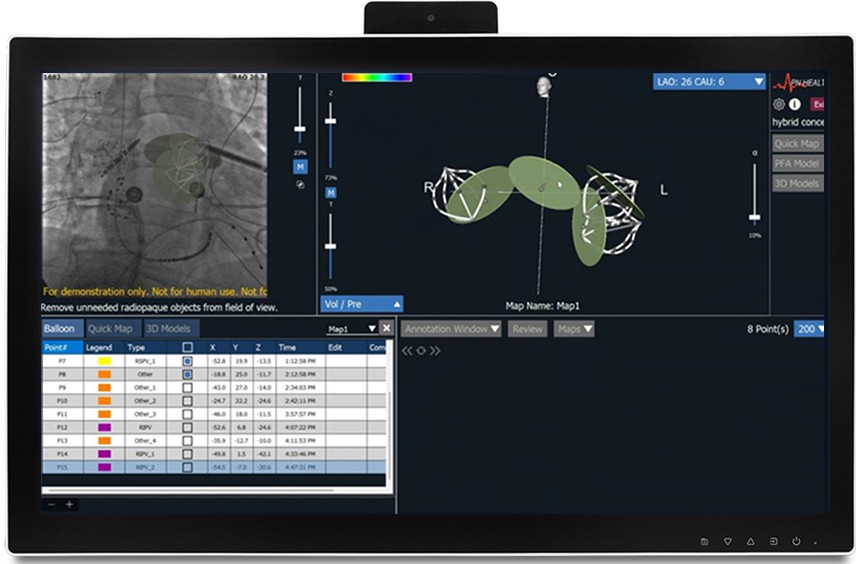 1682 RAO 20.2
T
23%
M
For demonstration only. Not for human use. Not fo
Remove unneeded radiopaque objects from field of view.
Z
73%
M
T
50%
Vol / Pre
LAO: 26 CAU: 6
R
L
Map Name: Map1
α
10%
hybrid conce
Quick Map
PFA Model
3D Models
Balloon Quick Map 3D Models Map1
Point# Legend Type X Y Z Time Edit Com
P7 RSPV_1 -52.8 19.9 -13.5 1:12:58 PM
P8 Other -18.8 25.0 -11.7 2:12:58 PM
P9 Other_1 -43.0 27.0 -14.0 2:34:03 PM
P10 Other_2 -24.7 22.2 -24.6 2:42:11 PM
P11 Other_3 -46.0 18.0 -11.5 3:57:57 PM
P12 RIPV -52.6 6.8 -24.6 4:07:22 PM
P13 Other_4 -35.9 -12.7 -10.0 4:11:53 PM
P14 RIPV_1 -49.8 1.5 -42.1 4:33:46 PM
P15 RIPV_2 -54.5 -7.0 -30.6 4:47:31 PM
Annotation Window Review Maps 8 Point(s) 200